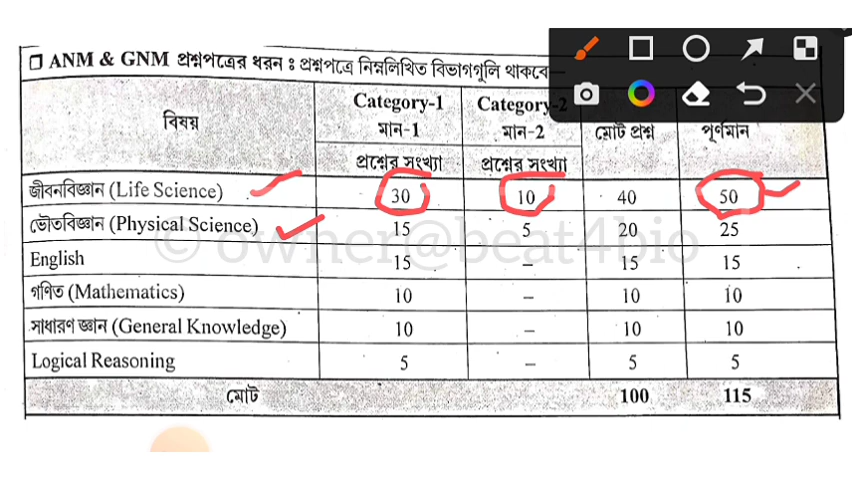 ❑ ANM & GNM প্রশ্নপত্রের ধরন ঃ প্রশ্নপত্রে নিম্নলিখিত বিভাগগুলি থাকবে—
বিষয় Category-1 মান-1 Category-2 মান-2 মোট প্রশ্ন পূর্ণমান
প্রশ্নের সংখ্যা প্রশ্নের সংখ্যা
জীবনবিজ্ঞান (Life Science) 30 10 40 50
ভৌতবিজ্ঞান (Physical Science) 15 5 20 25
© owner@beat4bio
English 15 – 15 15
গণিত (Mathematics) 10 – 10 10
সাধারণ জ্ঞান (General Knowledge) 10 – 10 10
Logical Reasoning 5 – 5 5
মোট 100 115